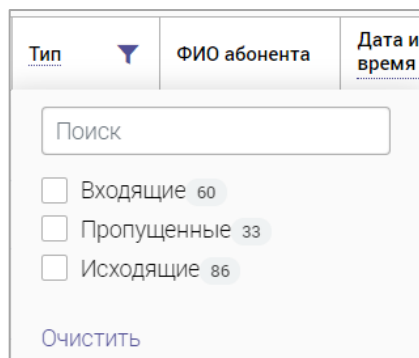 Тип ФИО абонента Дата и время
Поиск
Входящие 60
Пропущенные 33
Исходящие 86
Очистить